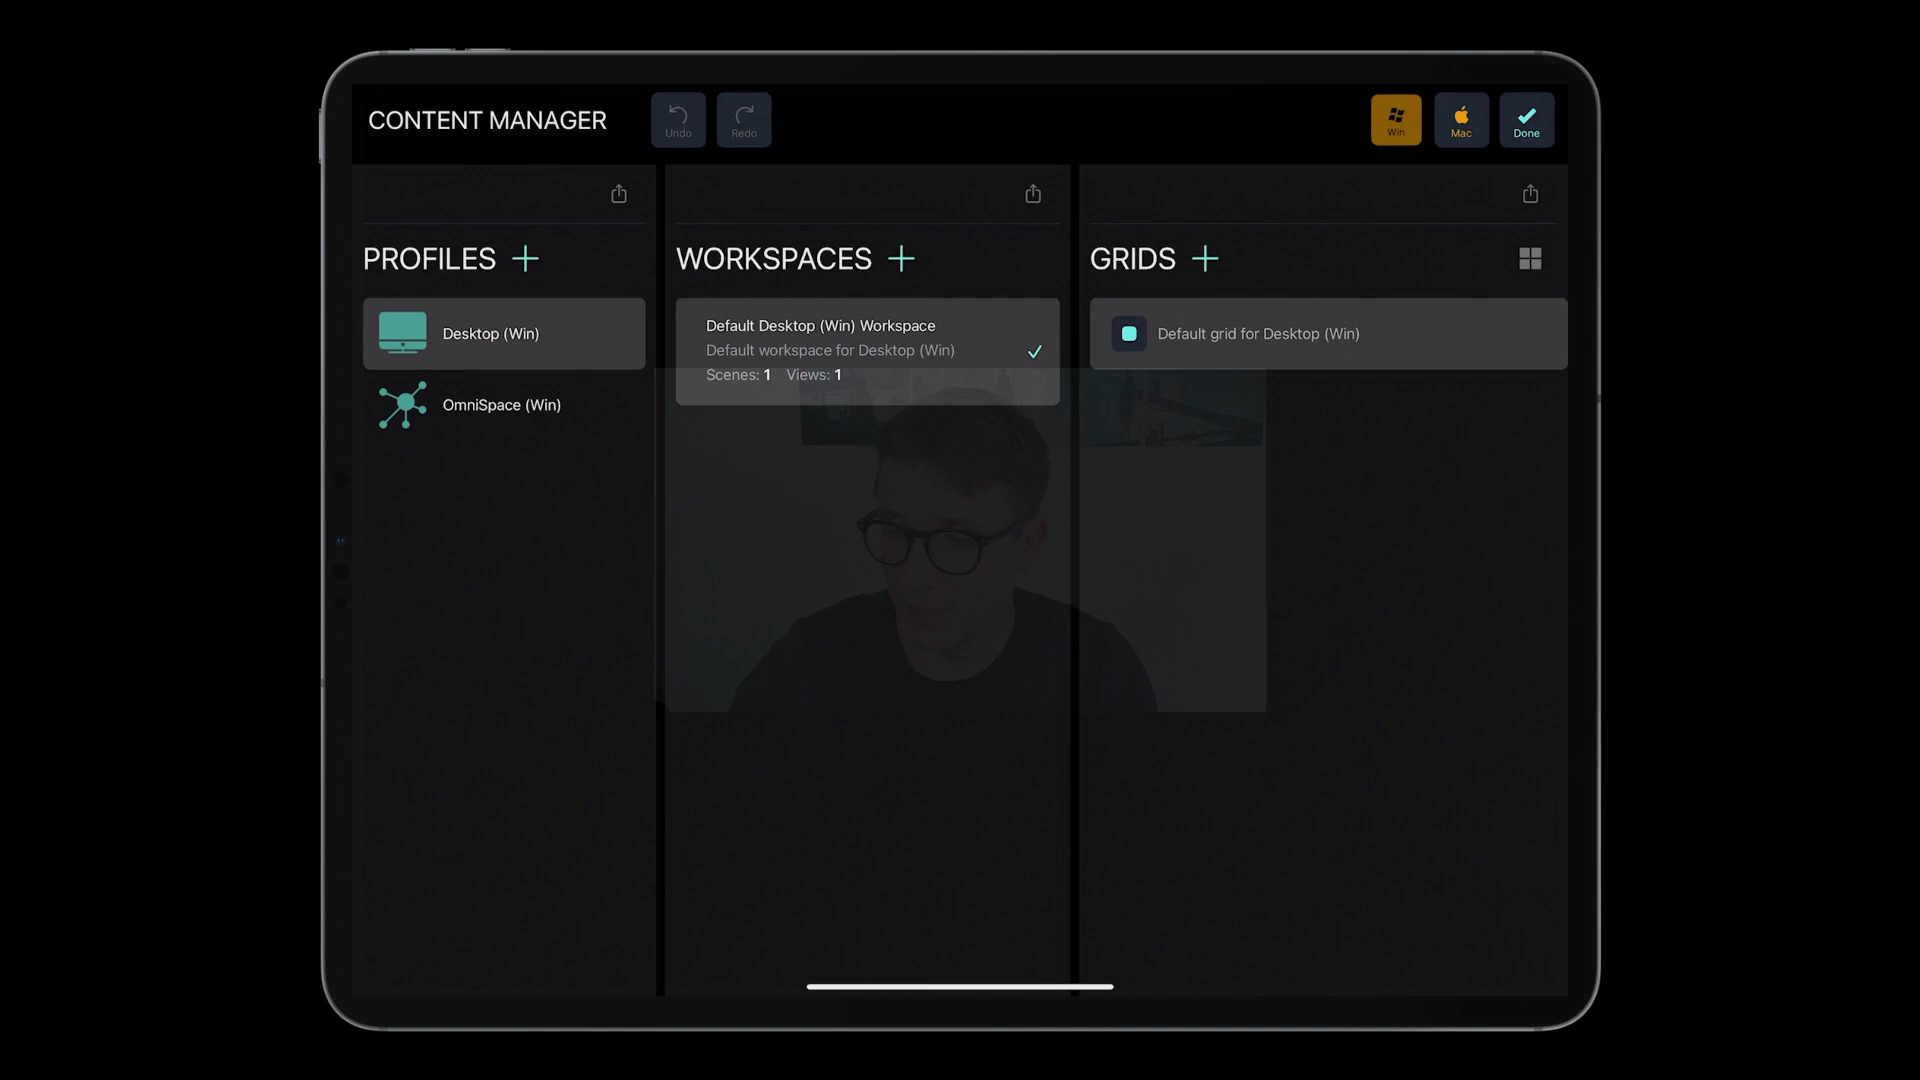 CONTENT MANAGER
Undo
Redo
Win
Mac
Done
PROFILES
WORKSPACES
GRIDS
Desktop (Win)
OmniSpace (Win)
Default Desktop (Win) Workspace
Default workspace for Desktop (Win)
Scenes: 1 Views: 1
Default grid for Desktop (Win)